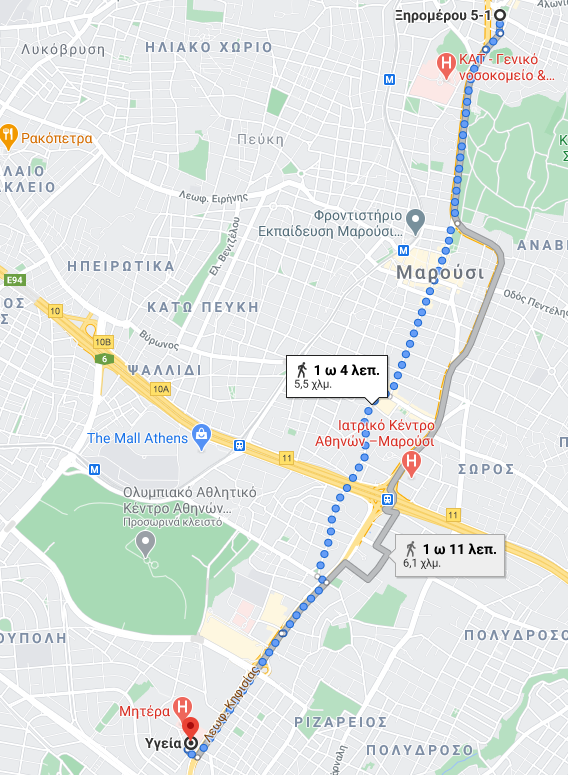 Ξηρομέρου 5-1
Λυκόβρυση
ΗΛΙΑΚΟ ΧΩΡΙΟ
ΚΑΤ - Γενικό
νοσοκομείο &...
Ρακόπετρα
Πεύκη
ΛΑΙΟ
ΚΛΕΙΟ
Λεωφ. Ειρήνης
Φροντιστήριο
Εκπαίδευση Μαρούσι...
ΑΝΑΒ
Ελ. Βενιζέλου
ΗΠΕΙΡΩΤΙΚΑ
Μαρούσι
E94
Οδός Πεντέλης
ΟΣ
Σ
ΚΑΤΩ ΠΕΥΚΗ
10
Βύρωνος
10B
6
ΨΑΛΛΙΔΙ
1 ω 4 λεπ.
5,5 χλμ.
10A
Ιατρικό Κέντρο
Αθηνών –Μαρούσι
The Mall Athens
11
ΣΩΡΟΣ
Ολυμπιακό Αθλητικό
Κέντρο Αθηνών...
Προσωρινά κλειστό
11
1 ω 11 λεπ.
6,1 χλμ.
ΟΥΠΟΛΗ
ΠΟΛΥΔΡΟΣΟ
Λεωφ. Κηφισίας
Μητέρα
ΡΙΖΑΡΕΙΟΣ
Υγεία
ΠΟΛΥΔΡΟΣΟ